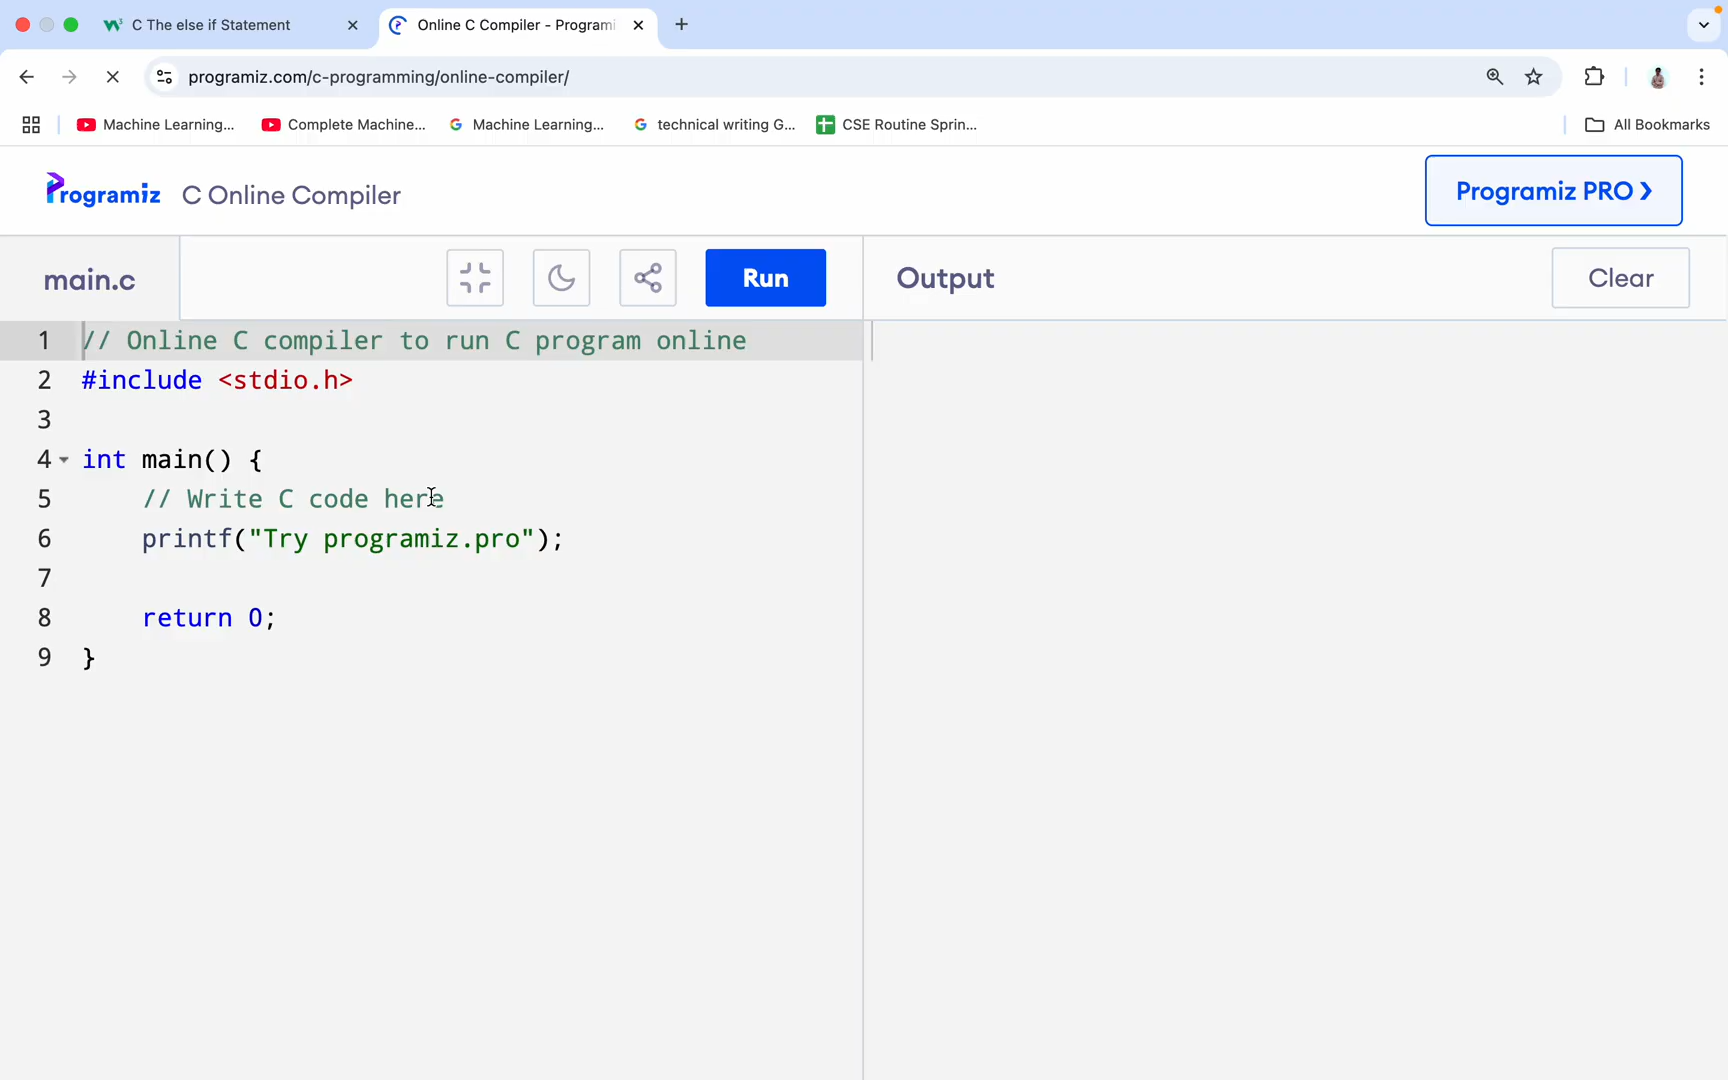 C The else if Statement
Online C Compiler - Programi
programiz.com/c-programming/online-compiler/
Machine Learning...
Complete Machine...
Machine Learning...
technical writing G...
CSE Routine Sprin...
All Bookmarks
Programiz
C Online Compiler
Programiz PRO ❯
main.c
Run
Output
Clear
1 // Online C compiler to run C program online
2 #include <stdio.h>
3
4 int main() {
5 // Write C code here
6 printf("Try programiz.pro");
7
8 return 0;
9 }